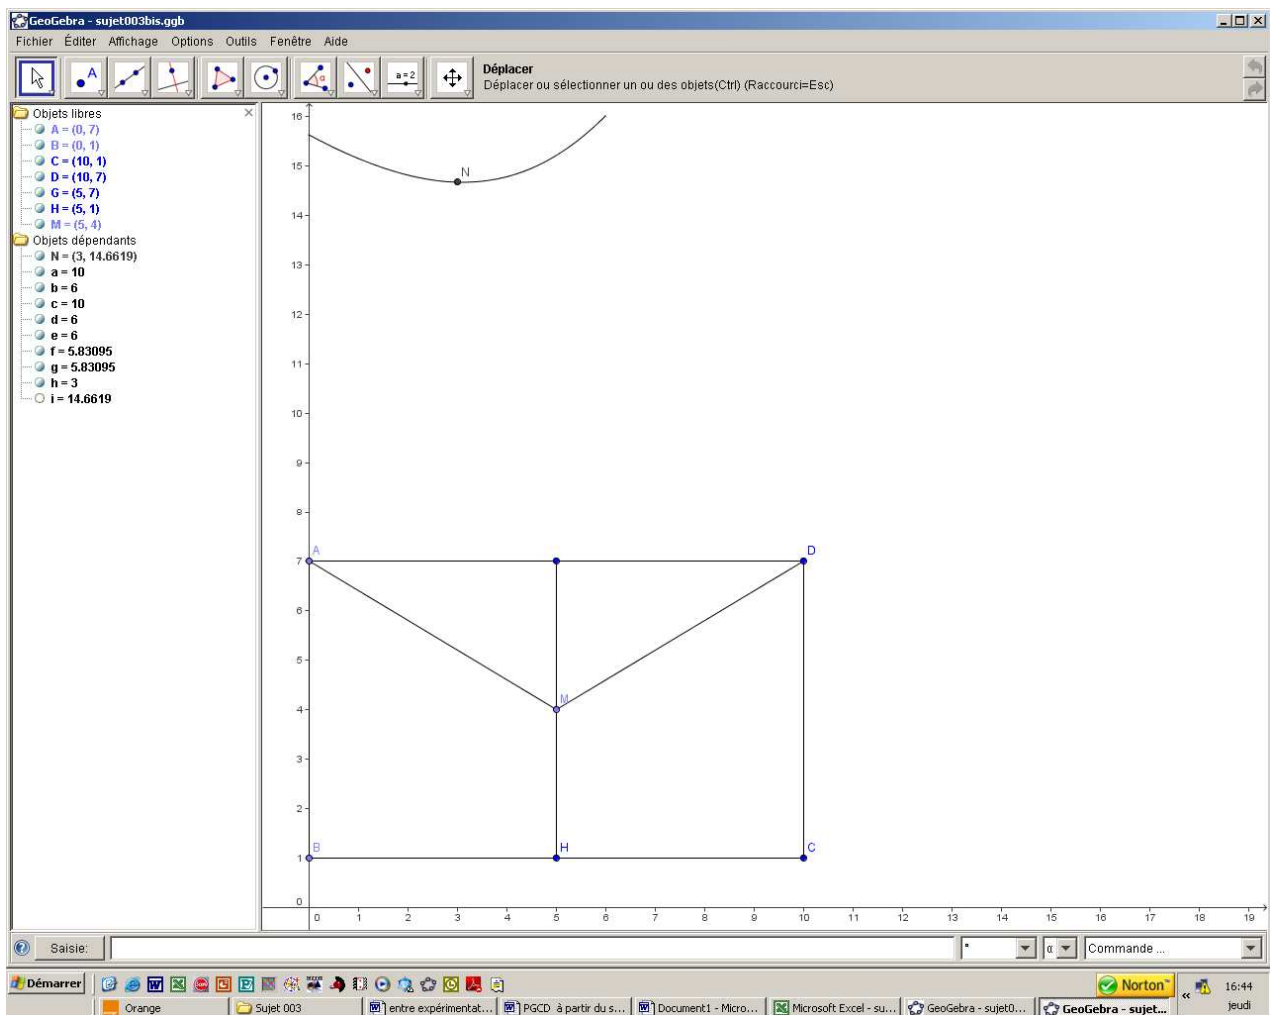 GeoGebra - sujet003bis.ggb
Fichier Éditer Affichage Options Outils Fenêtre Aide
A
α
a=2
Déplacer
Déplacer ou sélectionner un ou des objets(Ctrl) (Raccourci=Esc)
Objets libres
A = (0, 7)
B = (0, 1)
C = (10, 1)
D = (10, 7)
G = (5, 7)
H = (5, 1)
M = (5, 4)
Objets dépendants
N = (3, 14.6619)
a = 10
b = 6
c = 10
d = 6
e = 6
f = 5.83095
g = 5.83095
h = 3
i = 14.6619
16
15
N
14
13
12
11
10
9
8
A
D
7
6
5
M
4
3
2
B
H
C
1
0
0 1 2 3 4 5 6 7 8 9 10 11 12 13 14 15 16 17 18 19
Saisie:
α
Commande ...
Démarrer
Norton
16:44
Orange
Sujet 003
entre expérimentat...
PGCD à partir du s...
Document1 - Micro...
Microsoft Excel - su...
GeoGebra - sujet0...
GeoGebra - sujet...
jeudi